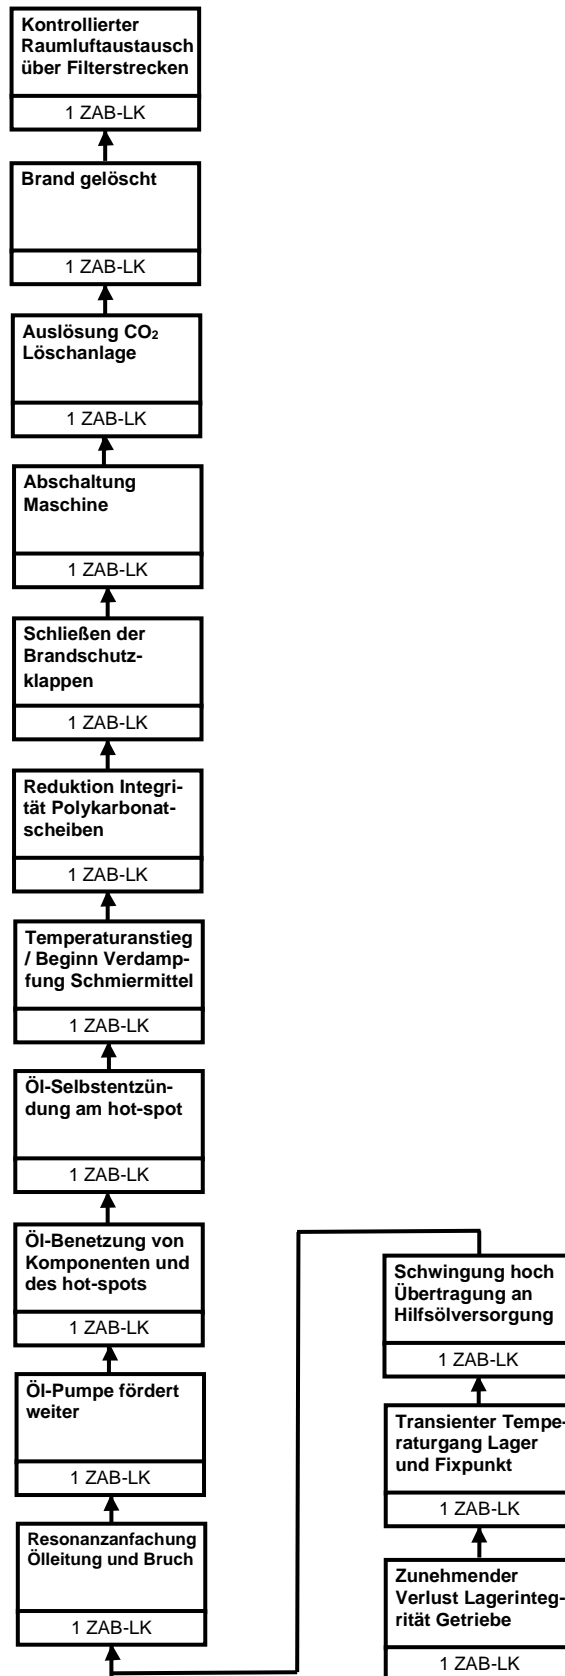 Kontrollierter
Raumluftaustausch
über Filterstrecken
1 ZAB-LK
Brand gelöscht
1 ZAB-LK
Auslösung CO₂
Löschanlage
1 ZAB-LK
Abschaltung
Maschine
1 ZAB-LK
Schließen der
Brandschutz-
klappen
1 ZAB-LK
Reduktion Integri-
tät Polykarbonat-
scheiben
1 ZAB-LK
Temperaturanstieg
/ Beginn Verdamp-
fung Schmiermittel
1 ZAB-LK
Öl-Selbstentzün-
dung am hot-spot
1 ZAB-LK
Öl-Benetzung von
Komponenten und
des hot-spots
1 ZAB-LK
Öl-Pumpe fördert
weiter
1 ZAB-LK
Resonanzanfachung
Ölleitung und Bruch
1 ZAB-LK
Schwingung hoch
Übertragung an
Hilfsölversorgung
1 ZAB-LK
Transienter Tempe-
raturgang Lager
und Fixpunkt
1 ZAB-LK
Zunehmender
Verlust Lagerinteg-
rität Getriebe
1 ZAB-LK